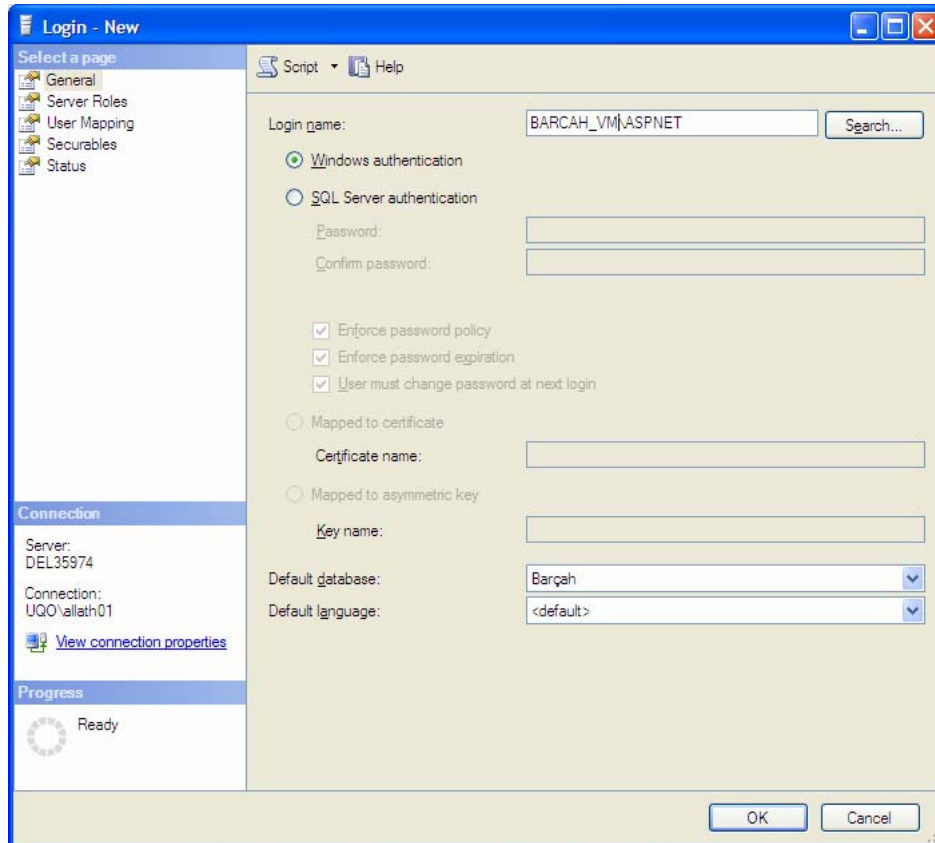 Login - New
Select a page
General
Server Roles
User Mapping
Securables
Status
Script Help
Login name: BARCAH_VM\ASPNET Search...
Windows authentication
SQL Server authentication
Password:
Confirm password:
Enforce password policy
Enforce password expiration
User must change password at next login
Mapped to certificate
Certificate name:
Mapped to asymmetric key
Key name:
Default database: Barçah
Default language: <default>
Connection
Server:
DEL35974
Connection:
UQO\allath01
View connection properties
Progress
Ready
OK Cancel